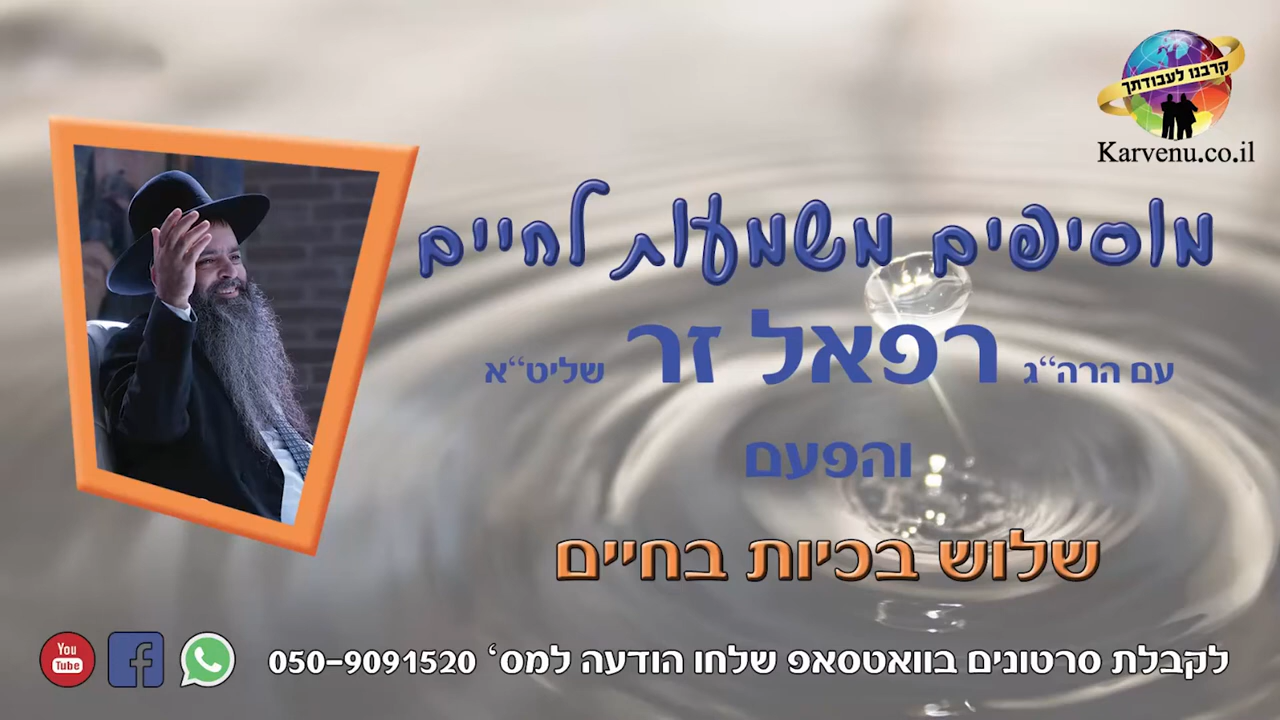 קרבנו לעבודתך
Karvenu.co.il
מוסיפים משמעות לחיים
עם הרה"ג רפאל זר שליט"א
והפעם
שלוש בכיות בחיים
You
Tube
לקבלת סרטונים בוואטסאפ שלחו הודעה למס' 050-9091520